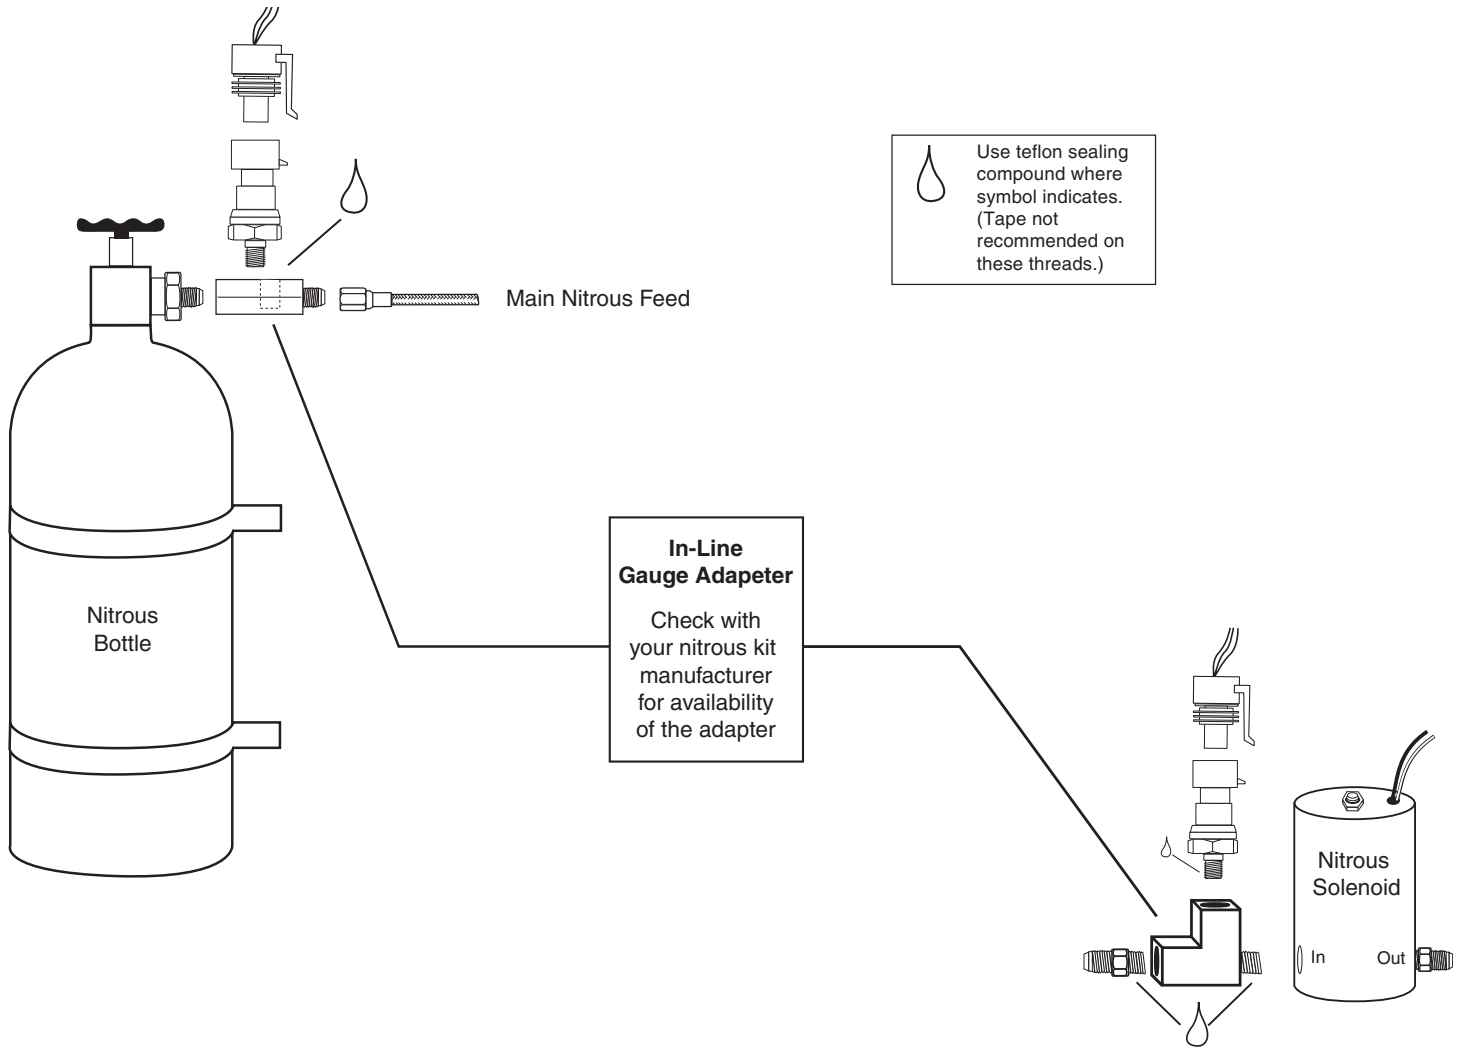 Use teflon sealing
compound where
symbol indicates.
(Tape not
recommended on
these threads.)
Main Nitrous Feed
In-Line
Gauge Adapeter
Check with
your nitrous kit
manufacturer
for availability
of the adapter
Nitrous
Bottle
Nitrous
Solenoid
In
Out